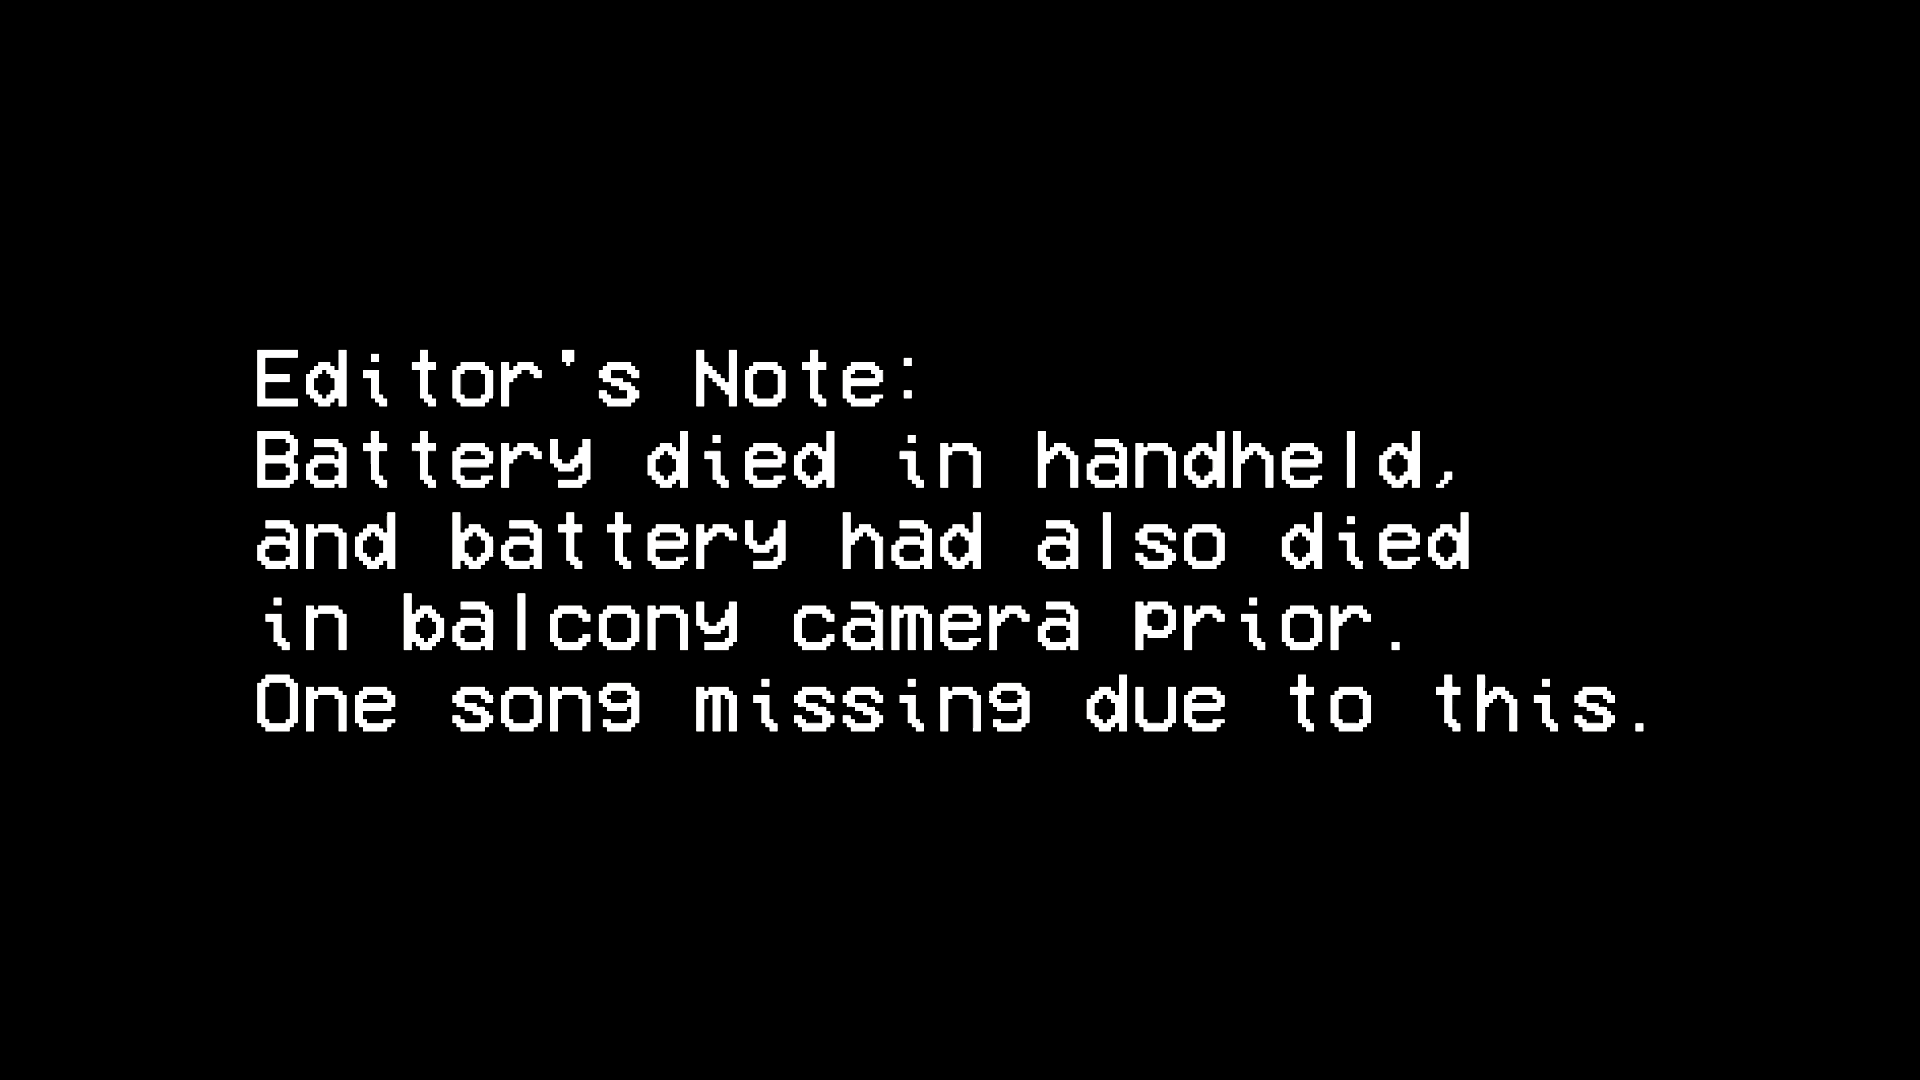 Editor's Note:
Battery died in handheld,
and battery had also died
in balcony camera prior.
One song missing due to this.